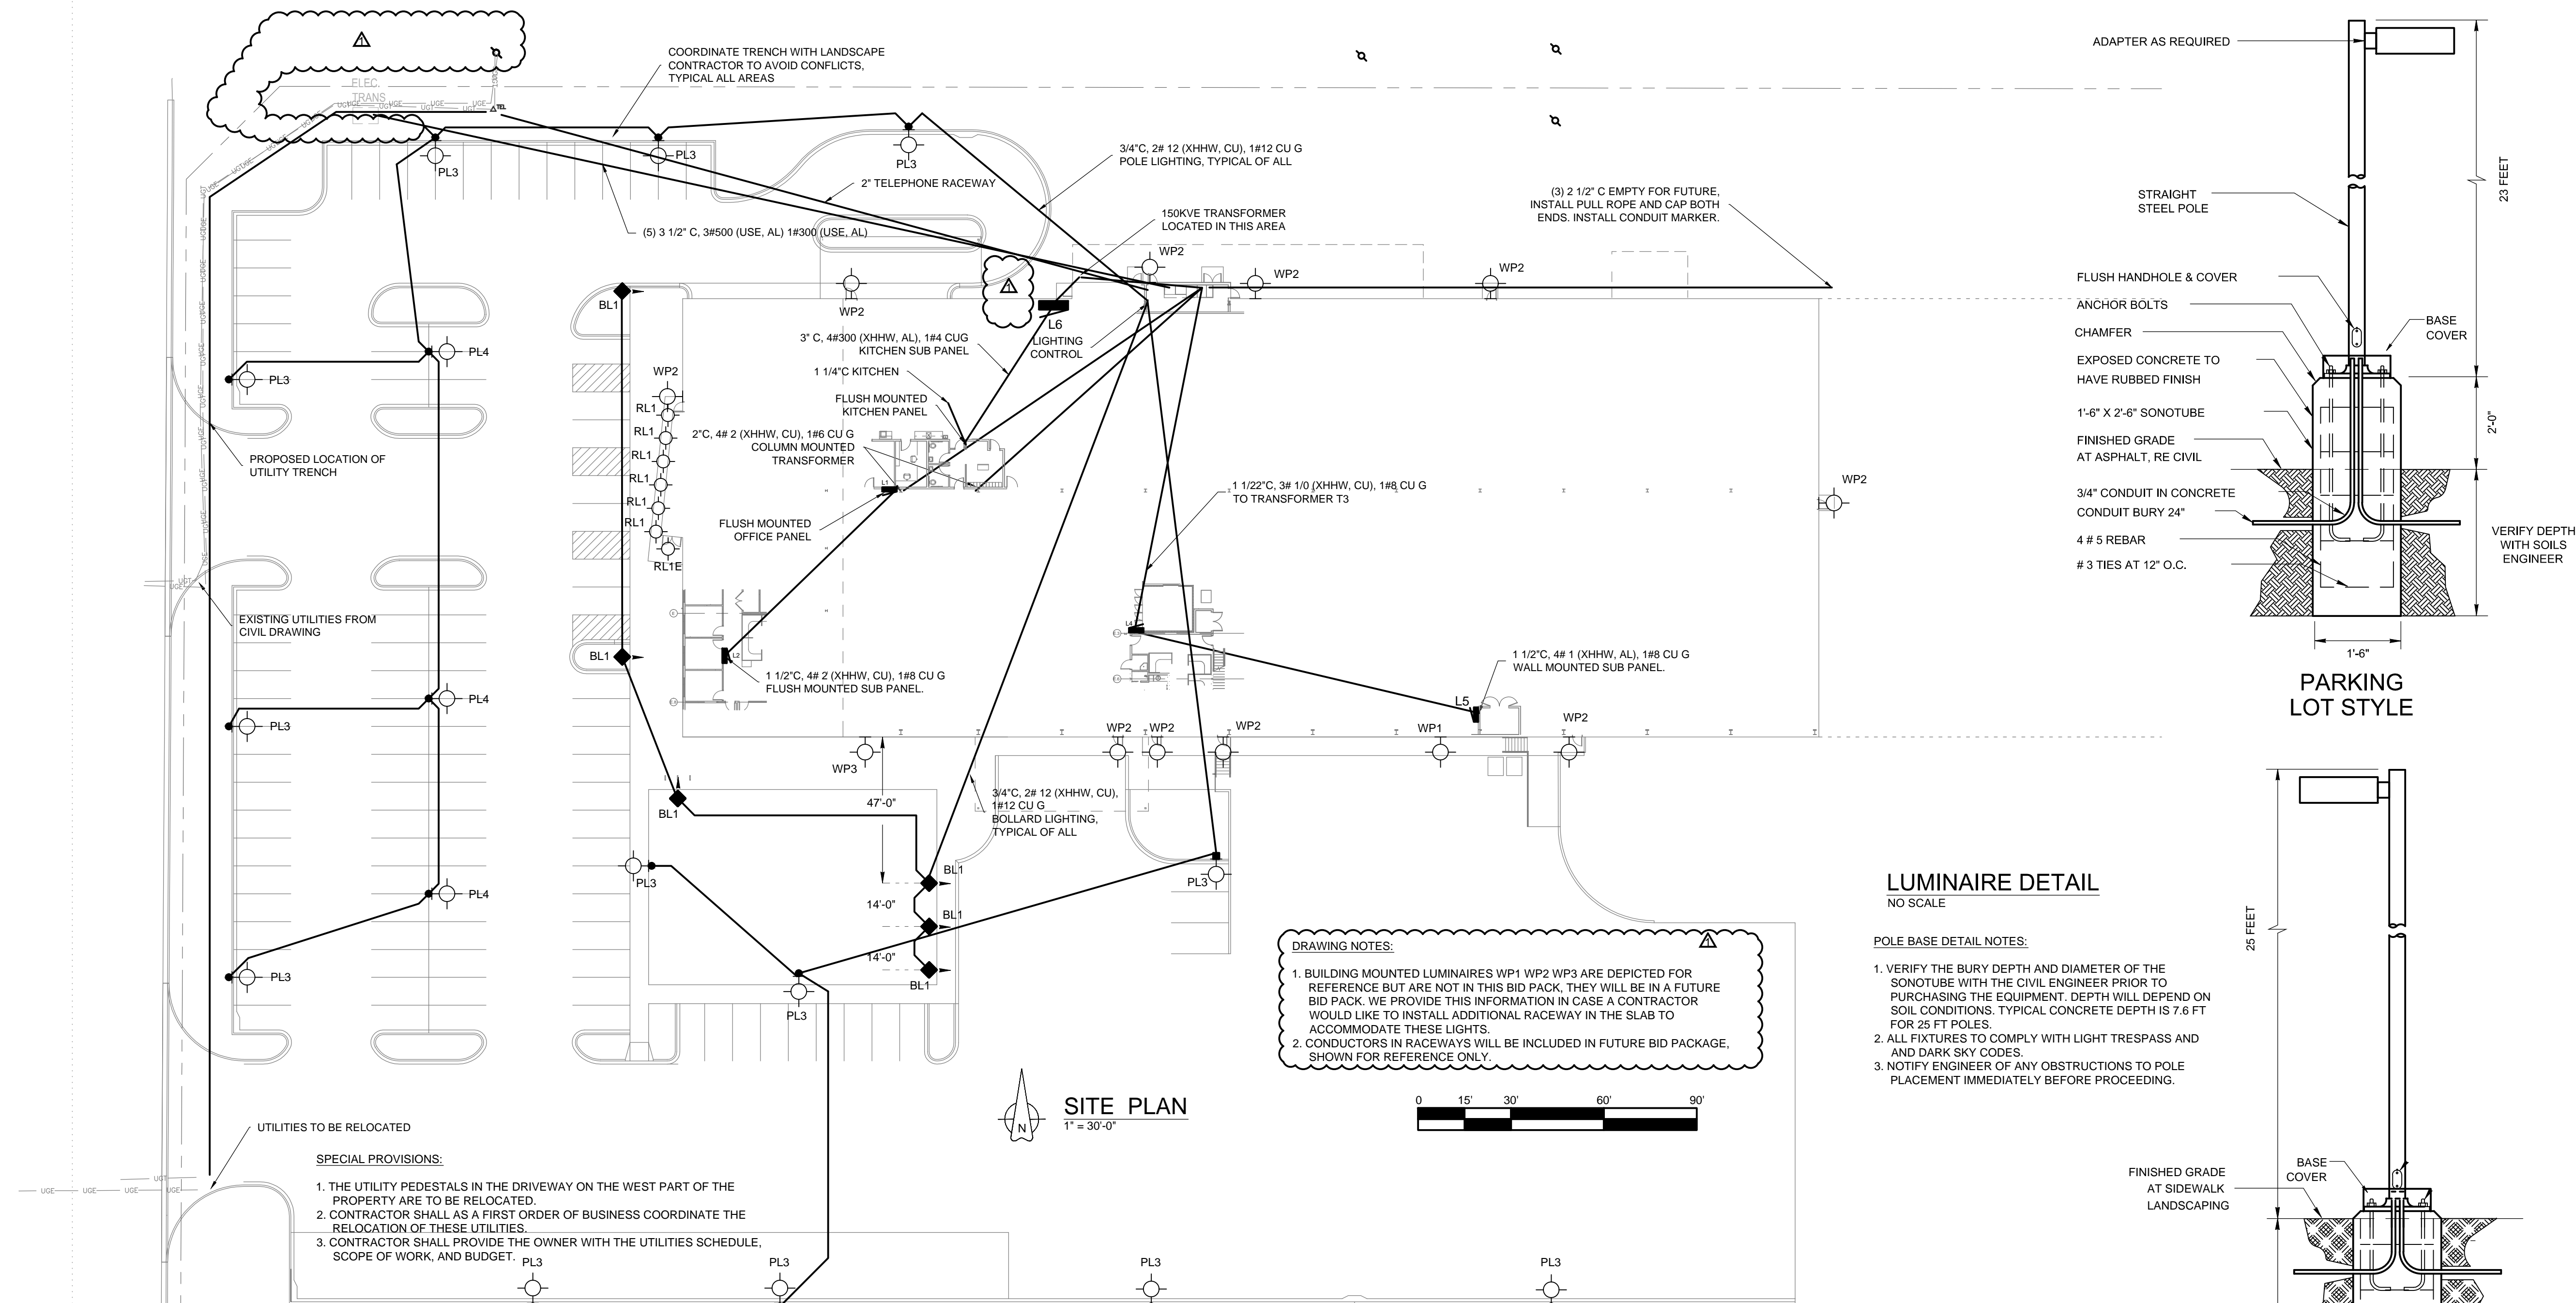 1
ELEC.
TRANS
TEL
UGE UGE UGE UGE
UGT UGT UGT
COORDINATE TRENCH WITH LANDSCAPE
CONTRACTOR TO AVOID CONFLICTS,
TYPICAL ALL AREAS
PL3
PL3
PL3
2" TELEPHONE RACEWAY
(5) 3 1/2" C, 3#500 (USE, AL) 1#300 (USE, AL)
3/4"C, 2# 12 (XHHW, CU), 1#12 CU G
POLE LIGHTING, TYPICAL OF ALL
150KVE TRANSFORMER
LOCATED IN THIS AREA
(3) 2 1/2" C EMPTY FOR FUTURE,
INSTALL PULL ROPE AND CAP BOTH
ENDS. INSTALL CONDUIT MARKER.
WP2
WP2
WP2
WP2
1
BL1
L6
LIGHTING
CONTROL
3" C, 4#300 (XHHW, AL), 1#4 CUG
KITCHEN SUB PANEL
1 1/4"C KITCHEN
FLUSH MOUNTED
KITCHEN PANEL
2"C, 4# 2 (XHHW, CU), 1#6 CU G
COLUMN MOUNTED
TRANSFORMER
L1
FLUSH MOUNTED
OFFICE PANEL
PL4
PL3
WP2
RL1
RL1
RL1
RL1
RL1
RL1
RL1E
WP2
PROPOSED LOCATION OF
UTILITY TRENCH
1 1/22"C, 3# 1/0 (XHHW, CU), 1#8 CU G
TO TRANSFORMER T3
UGT
UGE
EXISTING UTILITIES FROM
CIVIL DRAWING
L4
BL1
L2
1 1/2"C, 4# 2 (XHHW, CU), 1#8 CU G
FLUSH MOUNTED SUB PANEL.
1 1/2"C, 4# 1 (XHHW, AL), 1#8 CU G
WALL MOUNTED SUB PANEL.
L5
PL4
PL3
WP2
WP2
WP2
WP1
WP2
WP3
47'-0"
BL1
3/4"C, 2# 12 (XHHW, CU),
1#12 CU G
BOLLARD LIGHTING,
TYPICAL OF ALL
PL3
BL1
PL3
PL4
14'-0"
BL1
14'-0"
PL3
BL1
PL3
DRAWING NOTES:
1
1. BUILDING MOUNTED LUMINAIRES WP1 WP2 WP3 ARE DEPICTED FOR
REFERENCE BUT ARE NOT IN THIS BID PACK, THEY WILL BE IN A FUTURE
BID PACK. WE PROVIDE THIS INFORMATION IN CASE A CONTRACTOR
WOULD LIKE TO INSTALL ADDITIONAL RACEWAY IN THE SLAB TO
ACCOMMODATE THESE LIGHTS.
2. CONDUCTORS IN RACEWAYS WILL BE INCLUDED IN FUTURE BID PACKAGE,
SHOWN FOR REFERENCE ONLY.
N
SITE PLAN
1" = 30'-0"
0 15' 30' 60' 90'
UTILITIES TO BE RELOCATED
UGT
UGE UGE UGE UGE
SPECIAL PROVISIONS:
1. THE UTILITY PEDESTALS IN THE DRIVEWAY ON THE WEST PART OF THE
PROPERTY ARE TO BE RELOCATED.
2. CONTRACTOR SHALL AS A FIRST ORDER OF BUSINESS COORDINATE THE
RELOCATION OF THESE UTILITIES.
3. CONTRACTOR SHALL PROVIDE THE OWNER WITH THE UTILITIES SCHEDULE,
SCOPE OF WORK, AND BUDGET.
PL3
PL3
PL3
PL3
ADAPTER AS REQUIRED
STRAIGHT
STEEL POLE
23 FEET
FLUSH HANDHOLE & COVER
ANCHOR BOLTS
CHAMFER
BASE
COVER
EXPOSED CONCRETE TO
HAVE RUBBED FINISH
1'-6" X 2'-6" SONOTUBE
2'-0"
FINISHED GRADE
AT ASPHALT, RE CIVIL
3/4" CONDUIT IN CONCRETE
CONDUIT BURY 24"
4 # 5 REBAR
# 3 TIES AT 12" O.C.
VERIFY DEPTH
WITH SOILS
ENGINEER
1'-6"
PARKING
LOT STYLE
LUMINAIRE DETAIL
NO SCALE
25 FEET
POLE BASE DETAIL NOTES:
1. VERIFY THE BURY DEPTH AND DIAMETER OF THE
SONOTUBE WITH THE CIVIL ENGINEER PRIOR TO
PURCHASING THE EQUIPMENT. DEPTH WILL DEPEND ON
SOIL CONDITIONS. TYPICAL CONCRETE DEPTH IS 7.6 FT
FOR 25 FT POLES.
2. ALL FIXTURES TO COMPLY WITH LIGHT TRESPASS AND
AND DARK SKY CODES.
3. NOTIFY ENGINEER OF ANY OBSTRUCTIONS TO POLE
PLACEMENT IMMEDIATELY BEFORE PROCEEDING.
BASE
COVER
FINISHED GRADE
AT SIDEWALK
LANDSCAPING